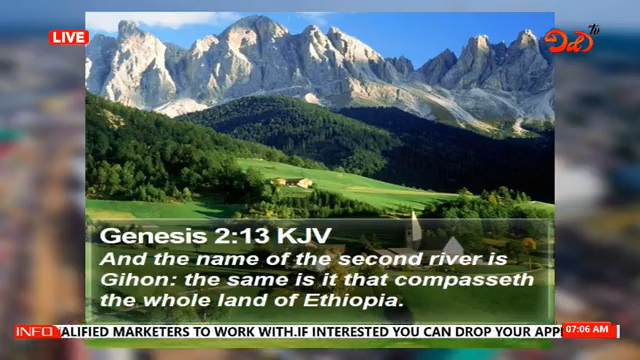 LIVE
tv
Genesis 2:13 KJV
And the name of the second river is
Gihon: the same is it that compasseth
the whole land of Ethiopia.
INFO ALIFIED MARKETERS TO WORK WITH.IF INTERESTED YOU CAN DROP YOUR APP 07:06 AM